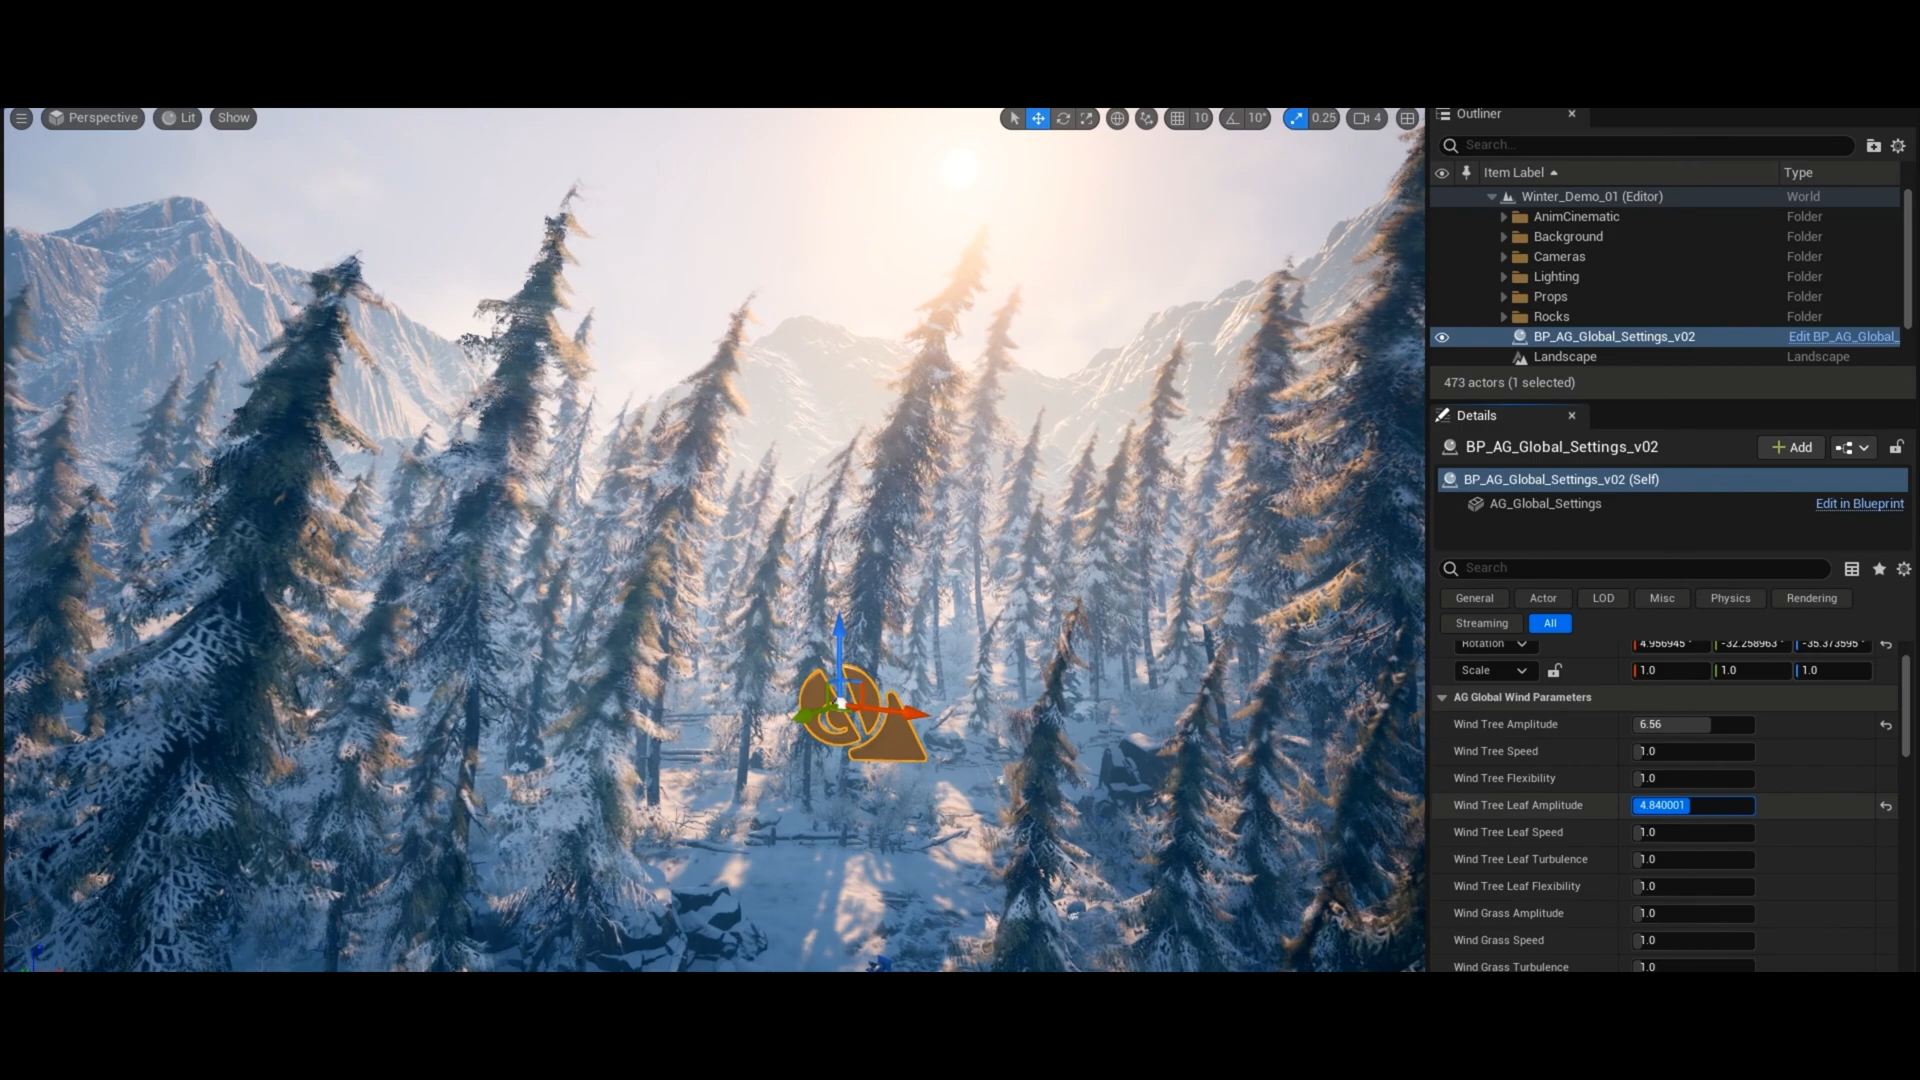 Perspective
Lit
Show
10
10°
0.25
4
Outliner
Search...
Item Label
Type
Winter_Demo_01 (Editor)
World
AnimCinematic
Folder
Background
Folder
Cameras
Folder
Lighting
Folder
Props
Folder
Rocks
Folder
BP_AG_Global_Settings_v02
Edit BP_AG_Global_
Landscape
Landscape
473 actors (1 selected)
Details
BP_AG_Global_Settings_v02
Add
BP_AG_Global_Settings_v02 (Self)
AG_Global_Settings
Edit in Blueprint
Search
General
Actor
LOD
Misc
Physics
Rendering
Streaming
All
Rotation
4.956945 °
-32.258963 °
-35.373595 °
Scale
1.0
1.0
1.0
AG Global Wind Parameters
Wind Tree Amplitude
6.56
Wind Tree Speed
1.0
Wind Tree Flexibility
1.0
Wind Tree Leaf Amplitude
4.840001
Wind Tree Leaf Speed
1.0
Wind Tree Leaf Turbulence
1.0
Wind Tree Leaf Flexibility
1.0
Wind Grass Amplitude
1.0
Wind Grass Speed
1.0
Wind Grass Turbulence
1.0